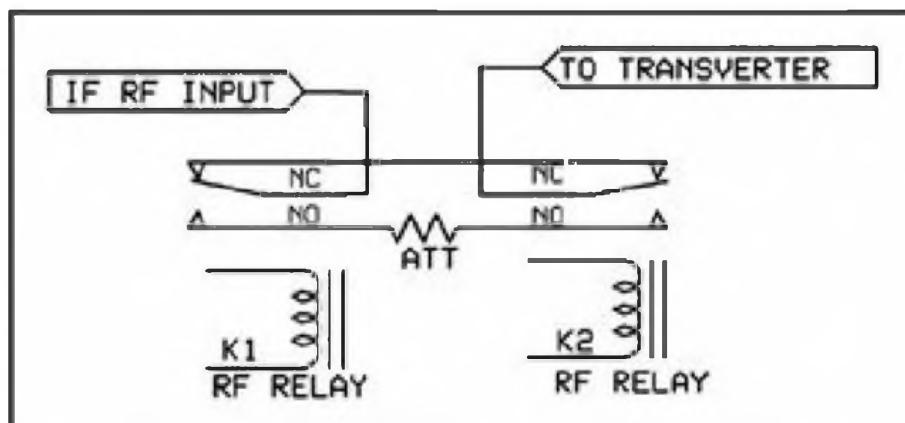 TO TRANSVERTER
IF RF INPUT
NC NC
NO NO
ATT
K1 K2
RF RELAY RF RELAY